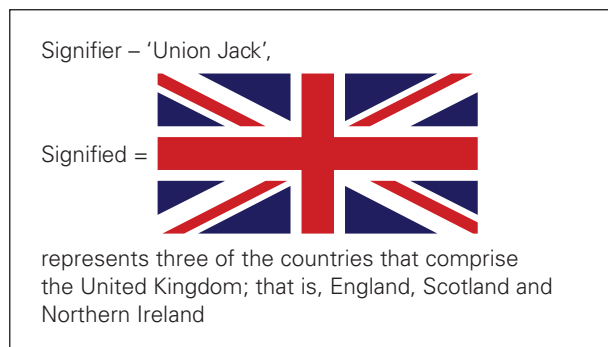 Signifier – ‘Union Jack’,
Signified =
represents three of the countries that comprise
the United Kingdom; that is, England, Scotland and
Northern Ireland